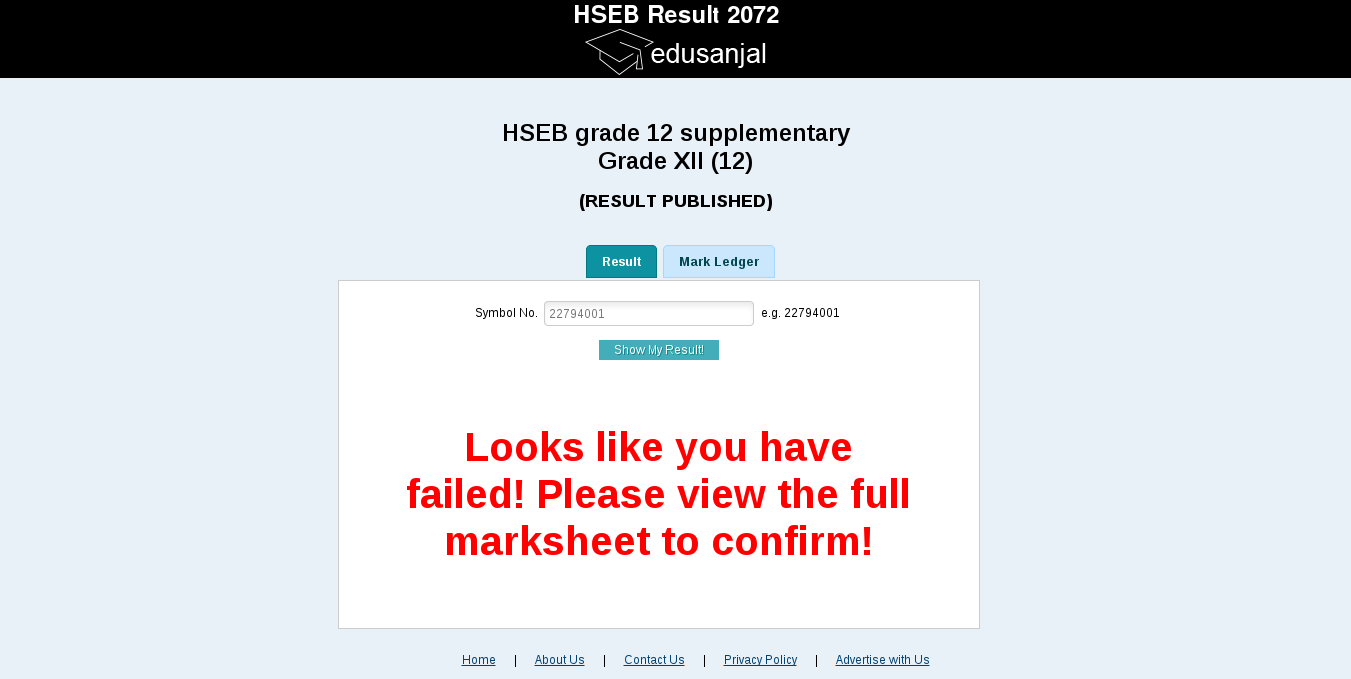 HSEB Result 2072
edusanjal
HSEB grade 12 supplementary
Grade XII (12)
(RESULT PUBLISHED)
Result Mark Ledger
Symbol No. 22794001 e.g. 22794001
Show My Result!
Looks like you have
failed! Please view the full
marksheet to confirm!
Home | About Us | Contact Us | Privacy Policy | Advertise with Us